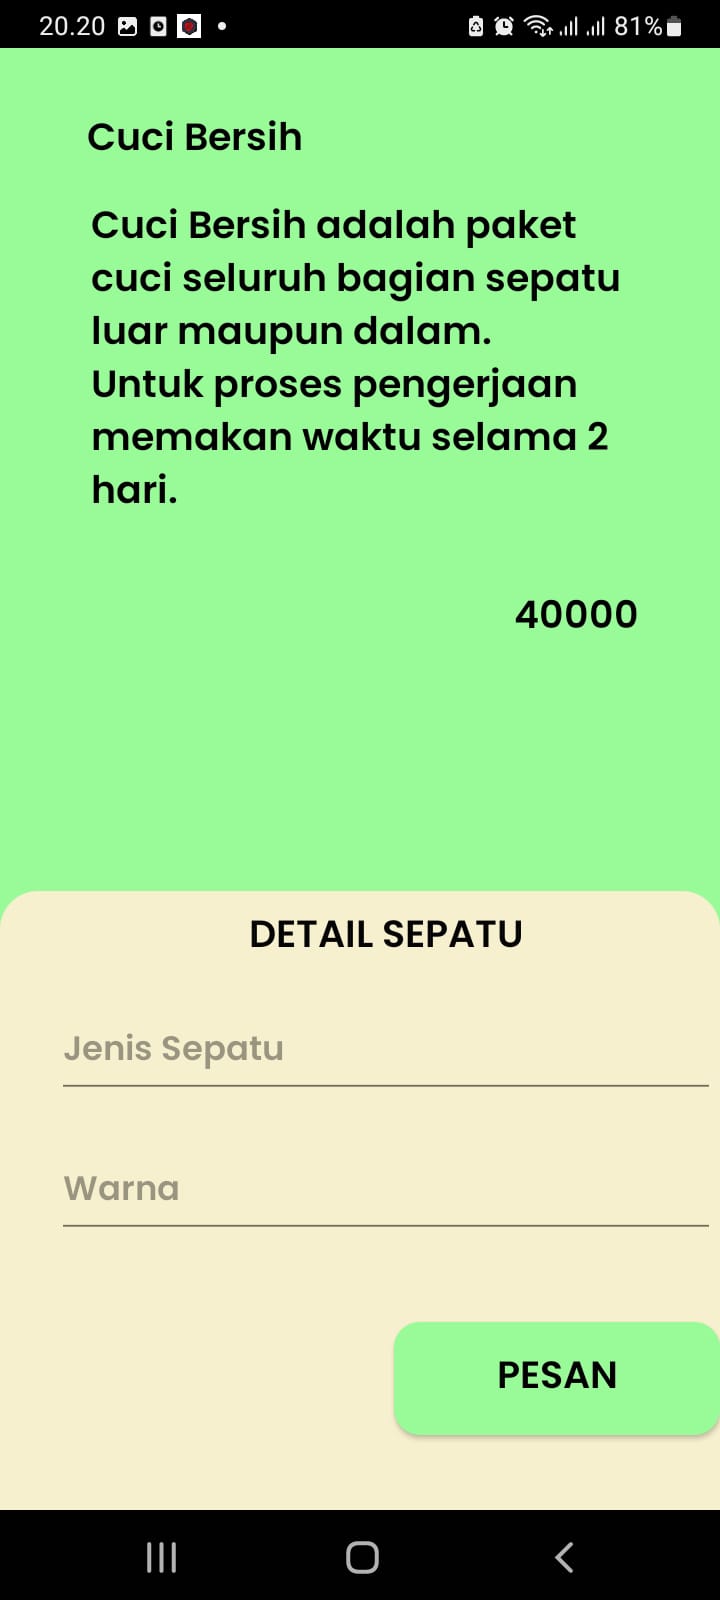 20.20
81%
Cuci Bersih
Cuci Bersih adalah paket
cuci seluruh bagian sepatu
luar maupun dalam.
Untuk proses pengerjaan
memakan waktu selama 2
hari.
40000
DETAIL SEPATU
Jenis Sepatu
Warna
PESAN